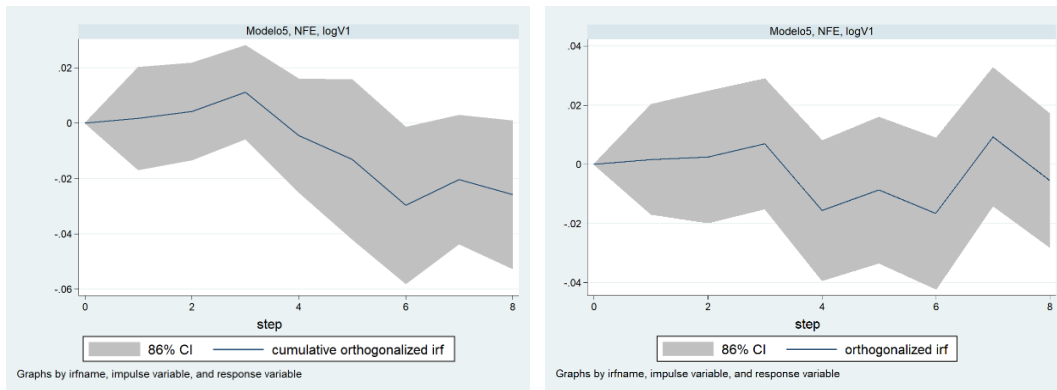 Modelo5, NFE, logV1
.02
0
-.02
-.04
-.06
0
2
4
6
8
step
86% CI
cumulative orthogonalized irf
Graphs by irfname, impulse variable, and response variable
Modelo5, NFE, logV1
.04
.02
0
-.02
-.04
0
2
4
6
8
step
86% CI
orthogonalized irf
Graphs by irfname, impulse variable, and response variable